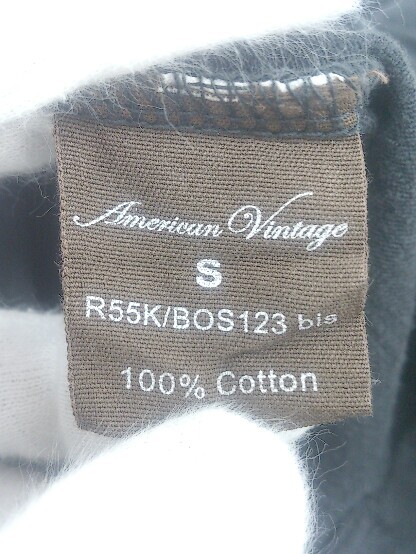 American Vintage
S
R55K/BOS123 bis
100% Cotton